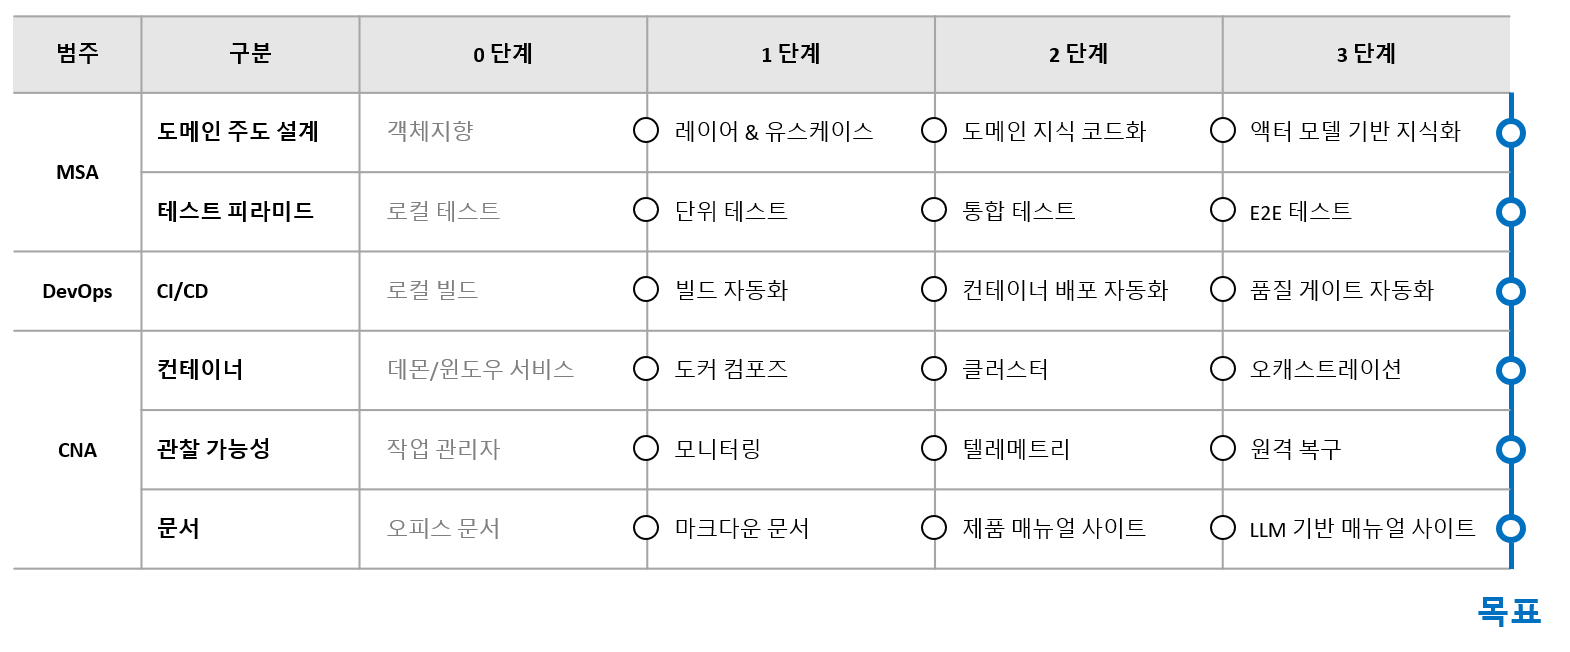 범주 구분 0 단계 1 단계 2 단계 3 단계
MSA
도메인 주도 설계 객체지향 레이어 & 유스케이스 도메인 지식 코드화 액터 모델 기반 지식화
테스트 피라미드 로컬 테스트 단위 테스트 통합 테스트 E2E 테스트
DevOps CI/CD 로컬 빌드 빌드 자동화 컨테이너 배포 자동화 품질 게이트 자동화
CNA
컨테이너 데몬/윈도우 서비스 도커 컴포즈 클러스터 오캐스트레이션
관찰 가능성 작업 관리자 모니터링 텔레메트리 원격 복구
문서 오피스 문서 마크다운 문서 제품 매뉴얼 사이트 LLM 기반 매뉴얼 사이트
목표